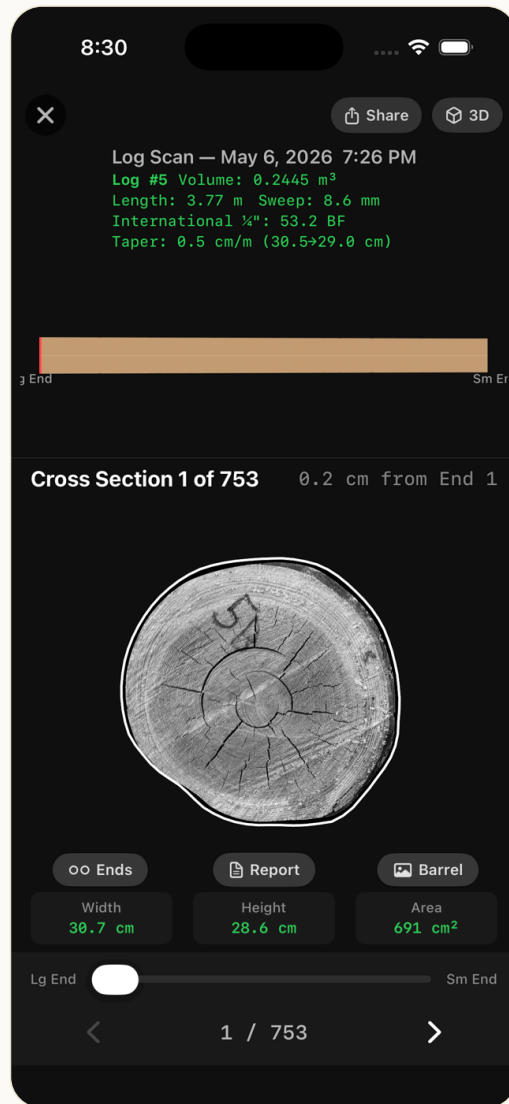 8:30
Share
3D
Log Scan — May 6, 2026 7:26 PM
Log #5 Volume: 0.2445 m³
Length: 3.77 m Sweep: 8.6 mm
International ¼": 53.2 BF
Taper: 0.5 cm/m (30.5→29.0 cm)
g End
Sm En
Cross Section 1 of 753
0.2 cm from End 1
5
Ends
Report
Barrel
Width
30.7 cm
Height
28.6 cm
Area
691 cm²
Lg End
Sm End
1 / 753